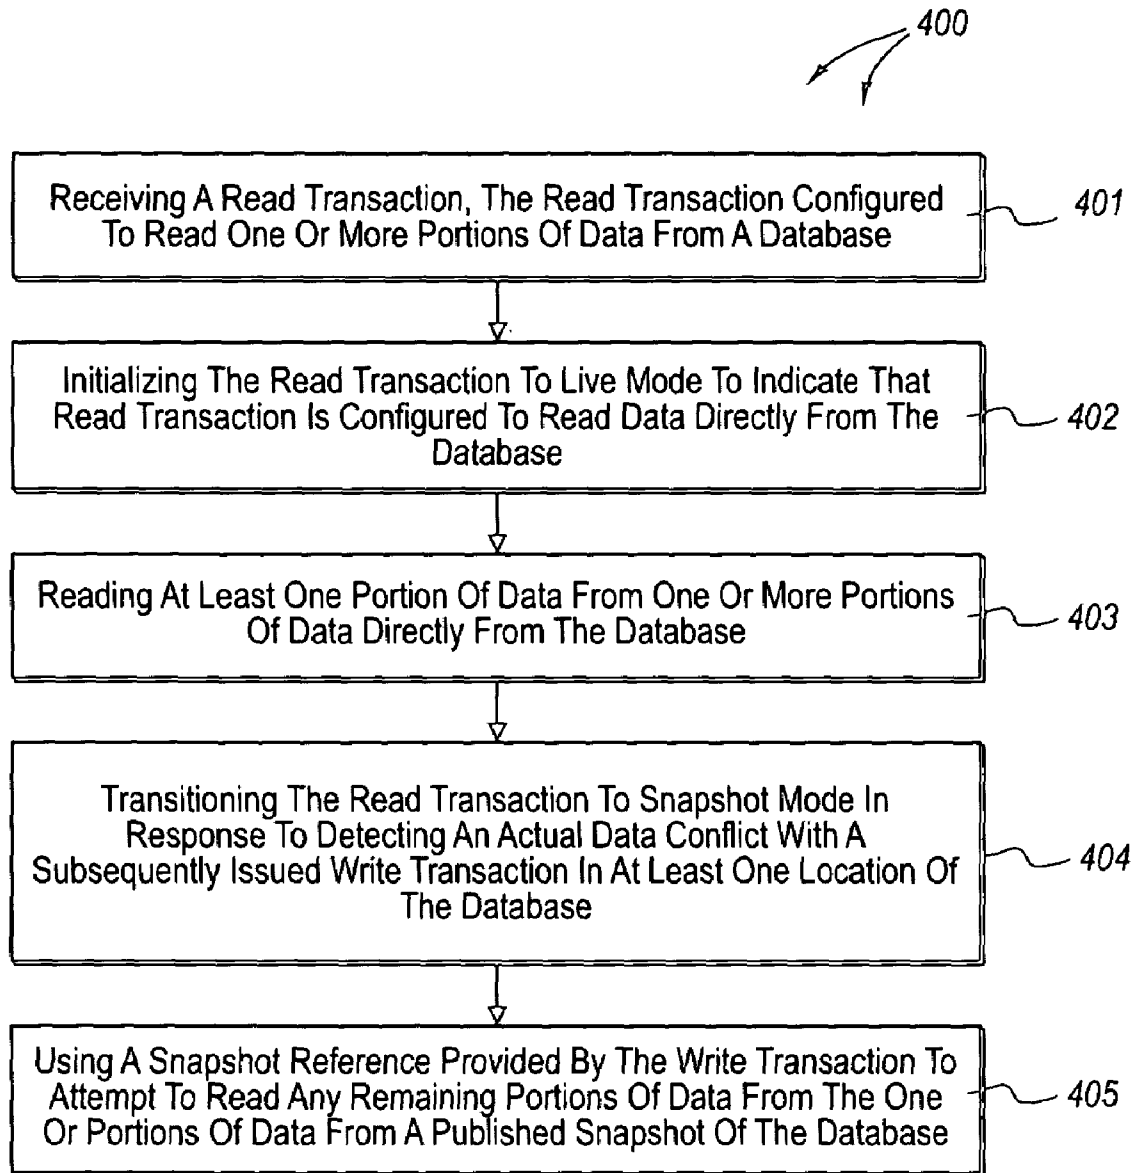 400
Receiving A Read Transaction, The Read Transaction Configured
To Read One Or More Portions Of Data From A Database
401
Initializing The Read Transaction To Live Mode To Indicate That
Read Transaction Is Configured To Read Data Directly From The
Database
402
Reading At Least One Portion Of Data From One Or More Portions
Of Data Directly From The Database
403
Transitioning The Read Transaction To Snapshot Mode In
Response To Detecting An Actual Data Conflict With A
Subsequently Issued Write Transaction In At Least One Location Of
The Database
404
Using A Snapshot Reference Provided By The Write Transaction To
Attempt To Read Any Remaining Portions Of Data From The One
Or Portions Of Data From A Published Snapshot Of The Database
405